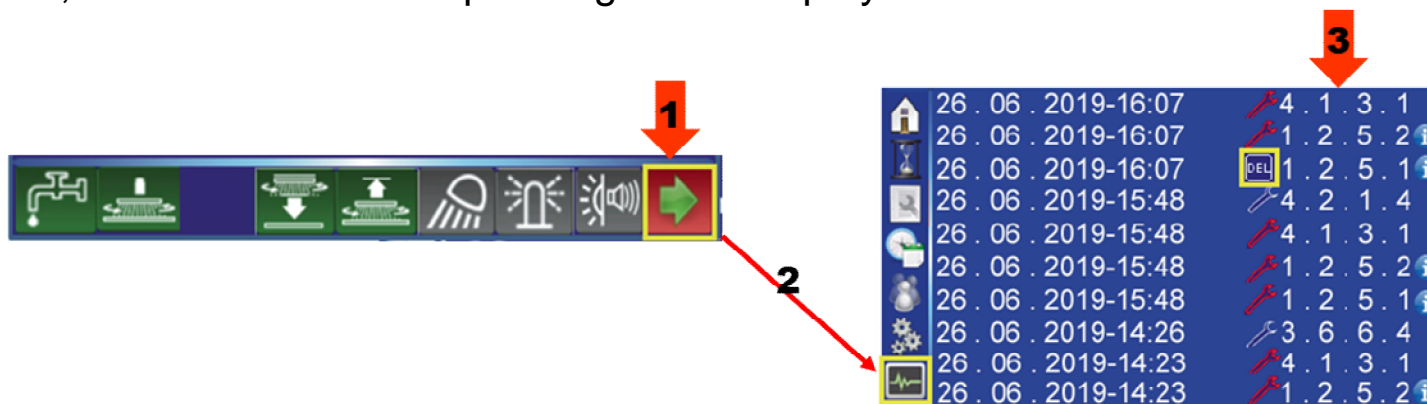 1
2
3
26 . 06 . 2019-16:07 4 . 1 . 3 . 1
26 . 06 . 2019-16:07 1 . 2 . 5 . 2 i
26 . 06 . 2019-16:07 DEL 1 . 2 . 5 . 1 i
26 . 06 . 2019-15:48 4 . 2 . 1 . 4
26 . 06 . 2019-15:48 4 . 1 . 3 . 1
26 . 06 . 2019-15:48 1 . 2 . 5 . 2 i
26 . 06 . 2019-15:48 1 . 2 . 5 . 1 i
26 . 06 . 2019-14:26 3 . 6 . 6 . 4
26 . 06 . 2019-14:23 4 . 1 . 3 . 1
26 . 06 . 2019-14:23 1 . 2 . 5 . 2 i